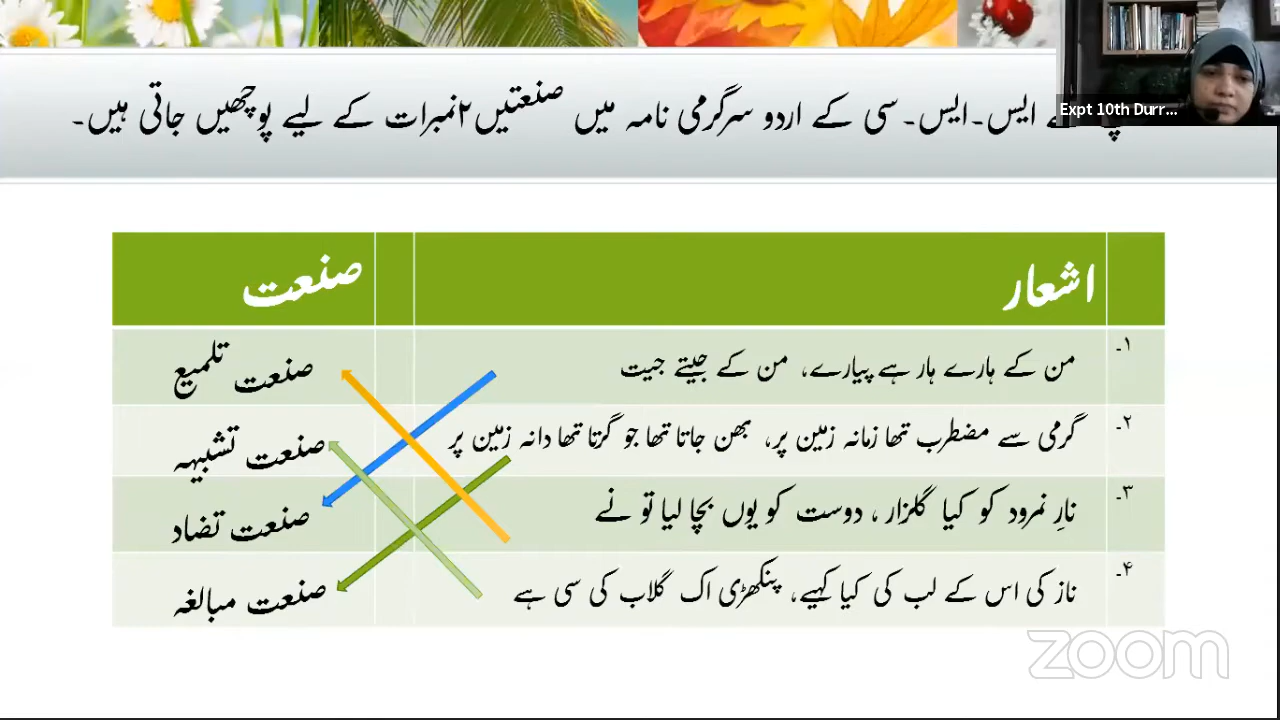 ایس۔ایس۔سی کے اردو سرگرمی نامہ میں صنعتیں ۲نمبرات کے لیے پوچھیں جاتی ہیں۔
Expt 10th Durr...
اشعار صنعت
۱۔ من کے ہارے ہار ہے پیارے، من کے جیتے جیت صنعت تلمیع
۲۔ گرمی سے مضطرب تھا زمانہ زمین پر، بھن جاتا تھا جو گرتا تھا دانہ زمین پر صنعت تشبیہہ
۳۔ نارِ نمرود کو کیا گلزار، دوست کو یوں بچا لیا تو نے صنعت تضاد
۴۔ ناز کی اس کے لب کی کیا کہیے، پنکھڑی اک گلاب کی سی ہے صنعت مبالغہ
zoom